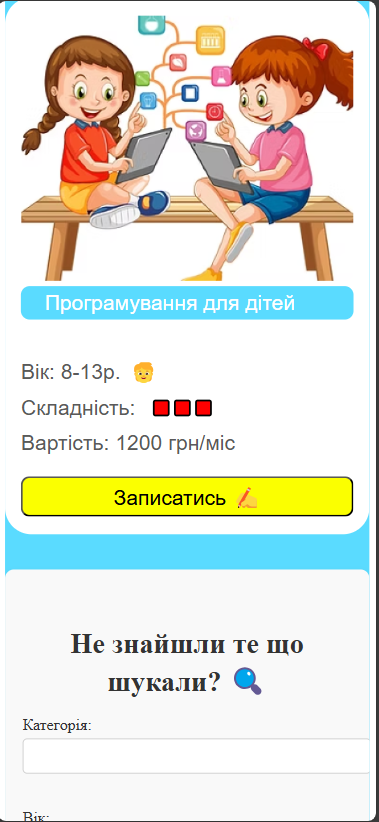 Програмування для дітей
Вік: 8-13р. 👦
Складність: 🟥🟥🟥
Вартість: 1200 грн/міс
Записатись ✍️
Не знайшли те що
шукали? 🔍
Категорія:
Вік: